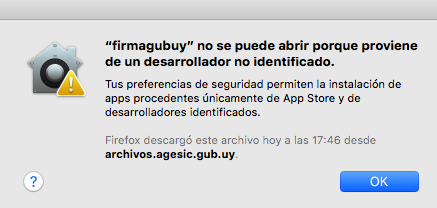 “firmagubuy” no se puede abrir porque proviene
de un desarrollador no identificado.
Tus preferencias de seguridad permiten la instalación de
apps procedentes únicamente de App Store y de
desarrolladores identificados.
Firefox descargó este archivo hoy a las 17:46 desde
archivos.agesic.gub.uy.
?
OK